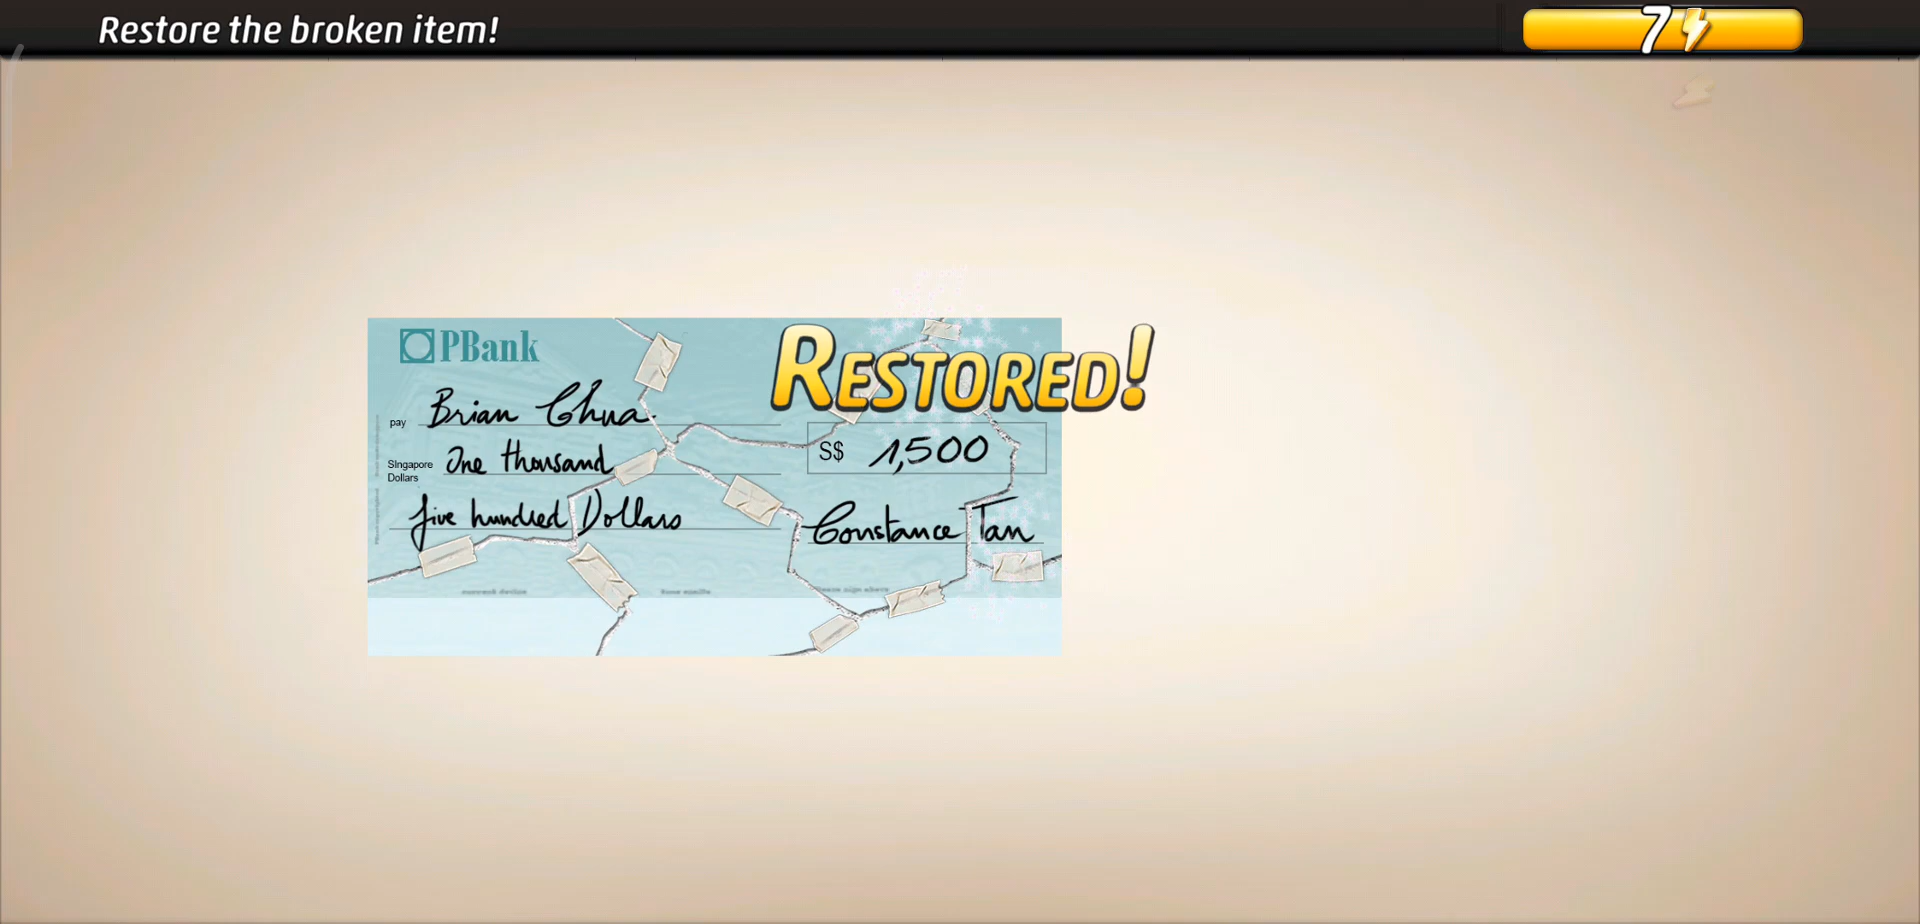 Restore the broken item!
7
PBank
RESTORED!
pay Brian Chua
Singapore Dollars One thousand
S$ 1,500
five hundred Dollars
Constance Tan